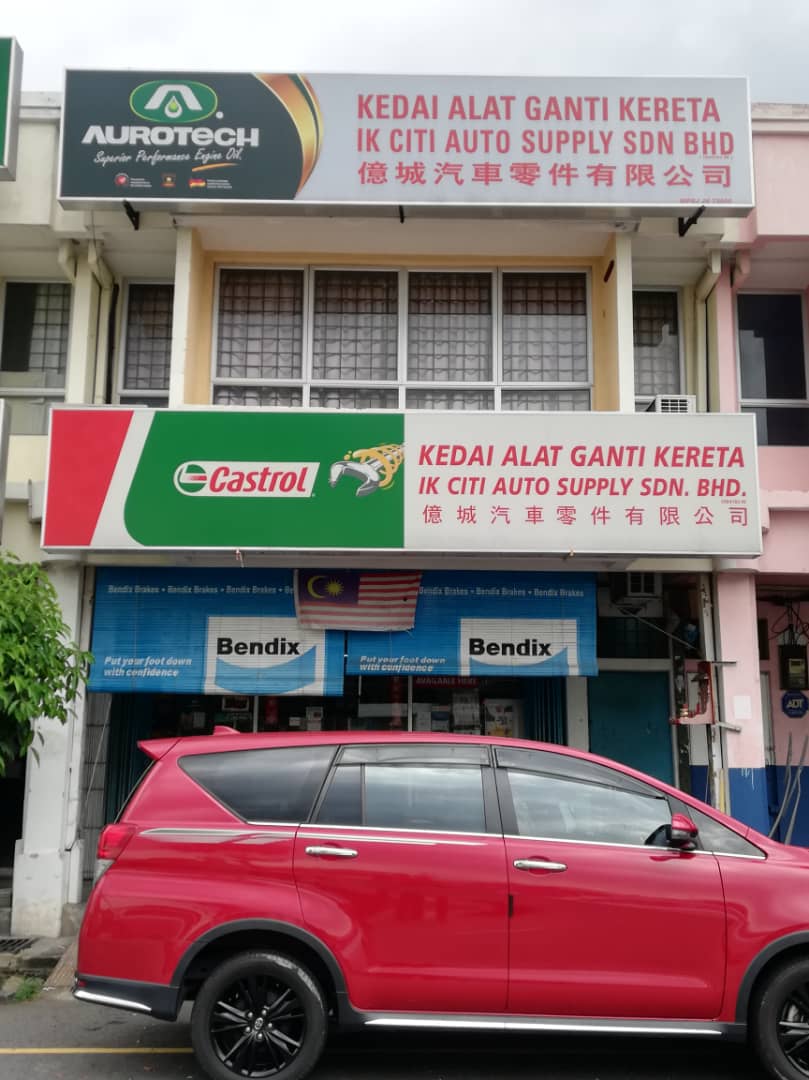 AUROTECH
Superior Performance Engine Oil.
KEDAI ALAT GANTI KERETA
IK CITI AUTO SUPPLY SDN BHD
億城汽車零件有限公司
Castrol
KEDAI ALAT GANTI KERETA
IK CITI AUTO SUPPLY SDN. BHD.
億城汽車零件有限公司
Bendix Brakes • Bendix Brakes • Bendix Brakes • Be
Bendix
Put your foot down
with confidence
Bendix Brakes • Bendix Brakes • Bendix Brakes
Bendix
Put your foot down
with confidence
AVAILABLE HERE
ADT